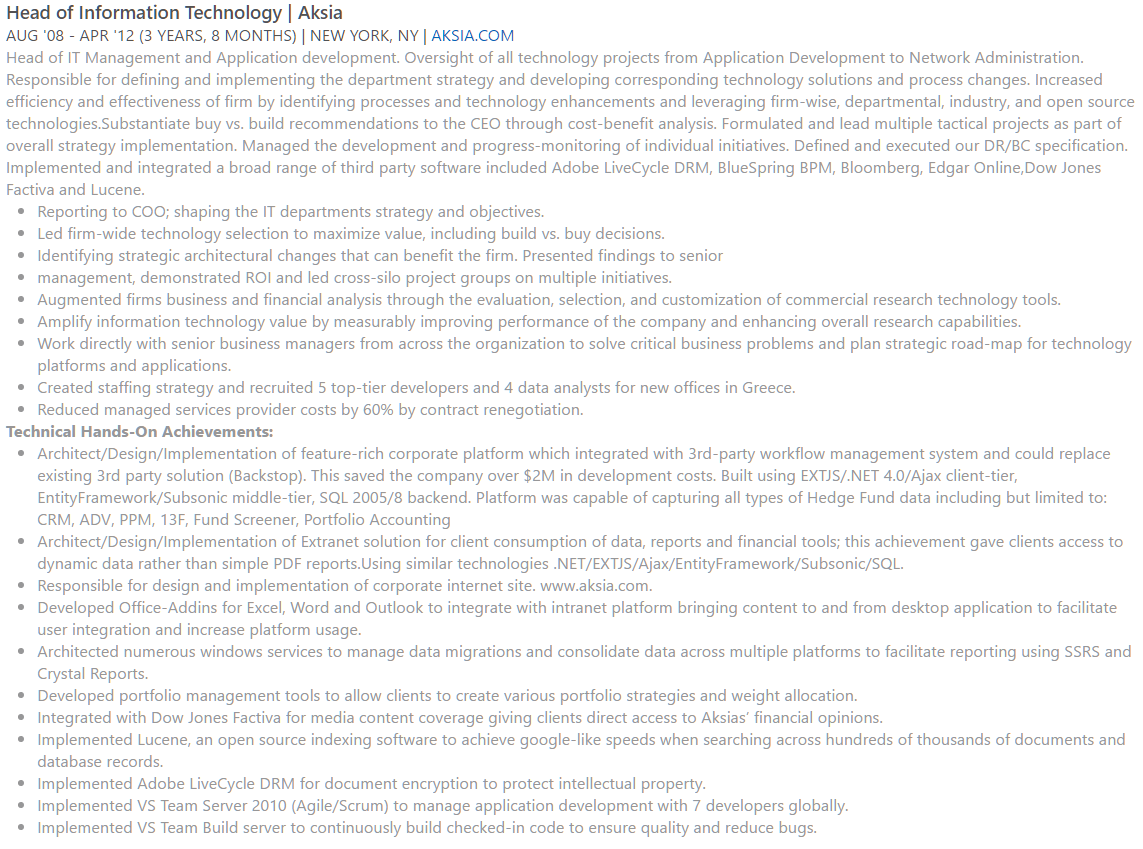 Head of Information Technology | Aksia
AUG '08 - APR '12 (3 YEARS, 8 MONTHS) | NEW YORK, NY | AKSIA.COM
Head of IT Management and Application development. Oversight of all technology projects from Application Development to Network Administration.
Responsible for defining and implementing the department strategy and developing corresponding technology solutions and process changes. Increased
efficiency and effectiveness of firm by identifying processes and technology enhancements and leveraging firm-wise, departmental, industry, and open source
technologies.Substantiate buy vs. build recommendations to the CEO through cost-benefit analysis. Formulated and lead multiple tactical projects as part of
overall strategy implementation. Managed the development and progress-monitoring of individual initiatives. Defined and executed our DR/BC specification.
Implemented and integrated a broad range of third party software included Adobe LiveCycle DRM, BlueSpring BPM, Bloomberg, Edgar Online,Dow Jones
Factiva and Lucene.
• Reporting to COO; shaping the IT departments strategy and objectives.
• Led firm-wide technology selection to maximize value, including build vs. buy decisions.
• Identifying strategic architectural changes that can benefit the firm. Presented findings to senior
• management, demonstrated ROI and led cross-silo project groups on multiple initiatives.
• Augmented firms business and financial analysis through the evaluation, selection, and customization of commercial research technology tools.
• Amplify information technology value by measurably improving performance of the company and enhancing overall research capabilities.
• Work directly with senior business managers from across the organization to solve critical business problems and plan strategic road-map for technology
platforms and applications.
• Created staffing strategy and recruited 5 top-tier developers and 4 data analysts for new offices in Greece.
• Reduced managed services provider costs by 60% by contract renegotiation.
Technical Hands-On Achievements:
• Architect/Design/Implementation of feature-rich corporate platform which integrated with 3rd-party workflow management system and could replace
existing 3rd party solution (Backstop). This saved the company over $2M in development costs. Built using EXTJS/.NET 4.0/Ajax client-tier,
EntityFramework/Subsonic middle-tier, SQL 2005/8 backend. Platform was capable of capturing all types of Hedge Fund data including but limited to:
CRM, ADV, PPM, 13F, Fund Screener, Portfolio Accounting
• Architect/Design/Implementation of Extranet solution for client consumption of data, reports and financial tools; this achievement gave clients access to
dynamic data rather than simple PDF reports.Using similar technologies .NET/EXTJS/Ajax/EntityFramework/Subsonic/SQL.
• Responsible for design and implementation of corporate internet site. www.aksia.com.
• Developed Office-Addins for Excel, Word and Outlook to integrate with intranet platform bringing content to and from desktop application to facilitate
user integration and increase platform usage.
• Architected numerous windows services to manage data migrations and consolidate data across multiple platforms to facilitate reporting using SSRS and
Crystal Reports.
• Developed portfolio management tools to allow clients to create various portfolio strategies and weight allocation.
• Integrated with Dow Jones Factiva for media content coverage giving clients direct access to Aksias’ financial opinions.
• Implemented Lucene, an open source indexing software to achieve google-like speeds when searching across hundreds of thousands of documents and
database records.
• Implemented Adobe LiveCycle DRM for document encryption to protect intellectual property.
• Implemented VS Team Server 2010 (Agile/Scrum) to manage application development with 7 developers globally.
• Implemented VS Team Build server to continuously build checked-in code to ensure quality and reduce bugs.